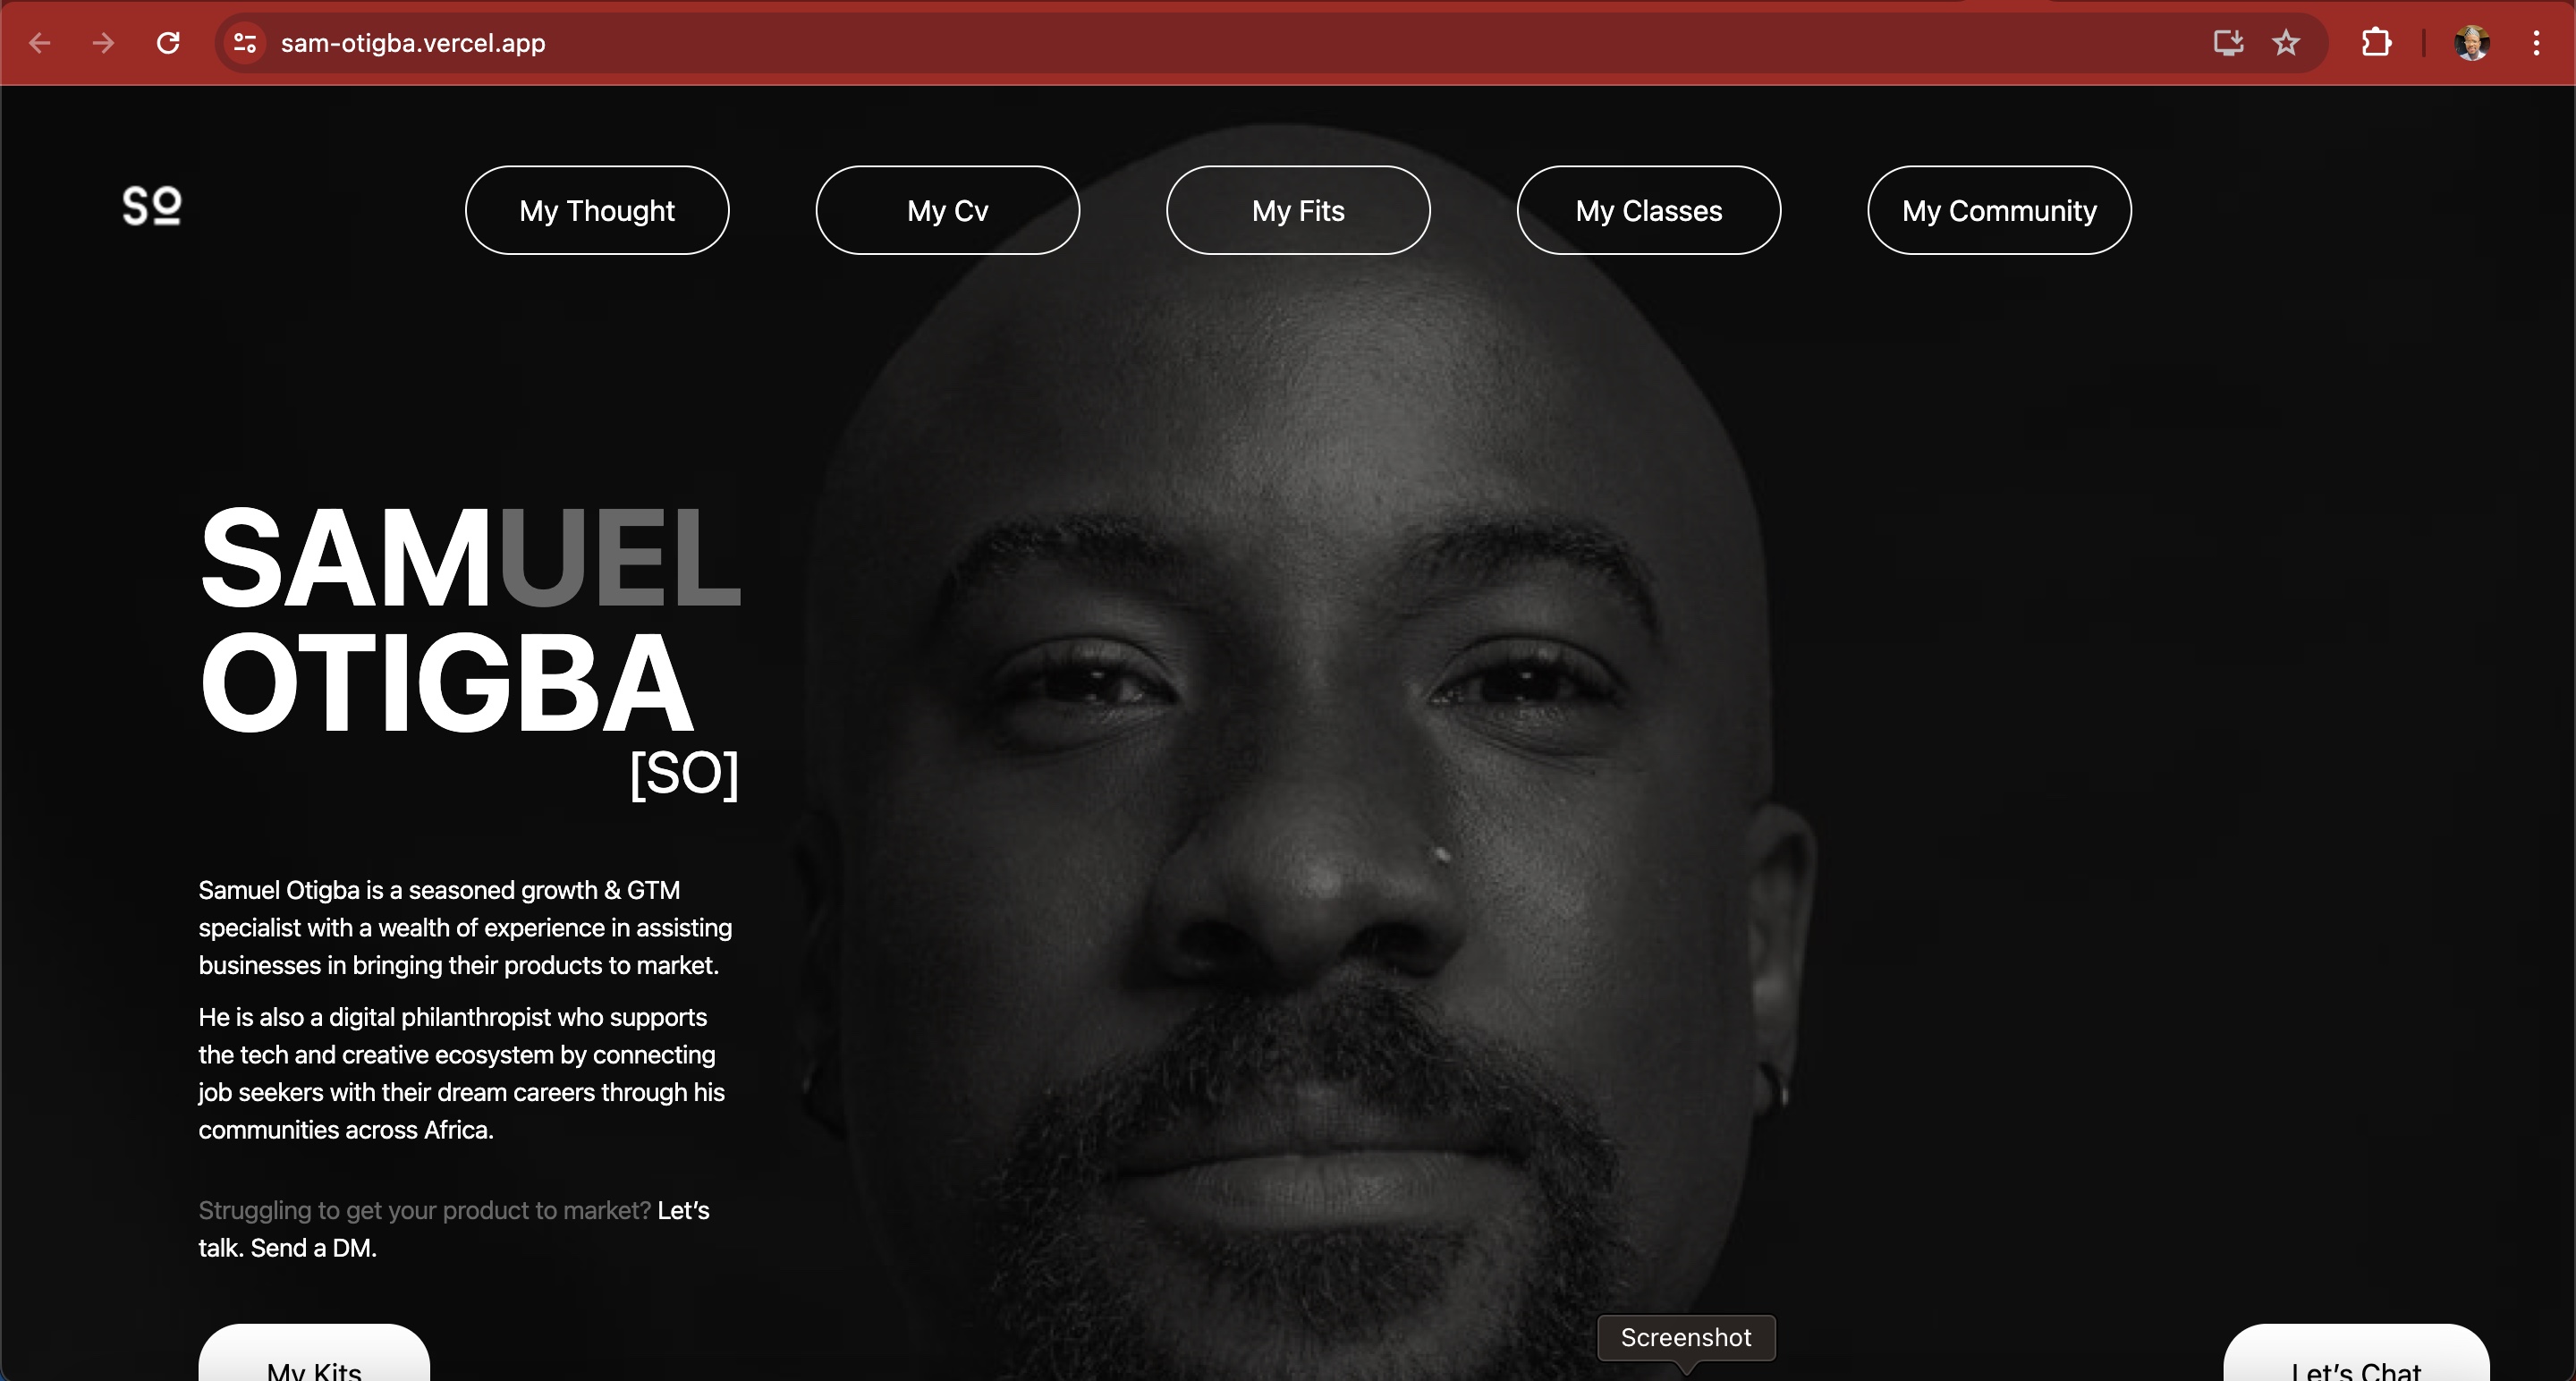 sam-otigba.vercel.app
SO
My Thought
My Cv
My Fits
My Classes
My Community
SAMUEL
OTIGBA
[SO]
Samuel Otigba is a seasoned growth & GTM
specialist with a wealth of experience in assisting
businesses in bringing their products to market.
He is also a digital philanthropist who supports
the tech and creative ecosystem by connecting
job seekers with their dream careers through his
communities across Africa.
Struggling to get your product to market? Let’s
talk. Send a DM.
Screenshot
My Kits
Let’s Chat